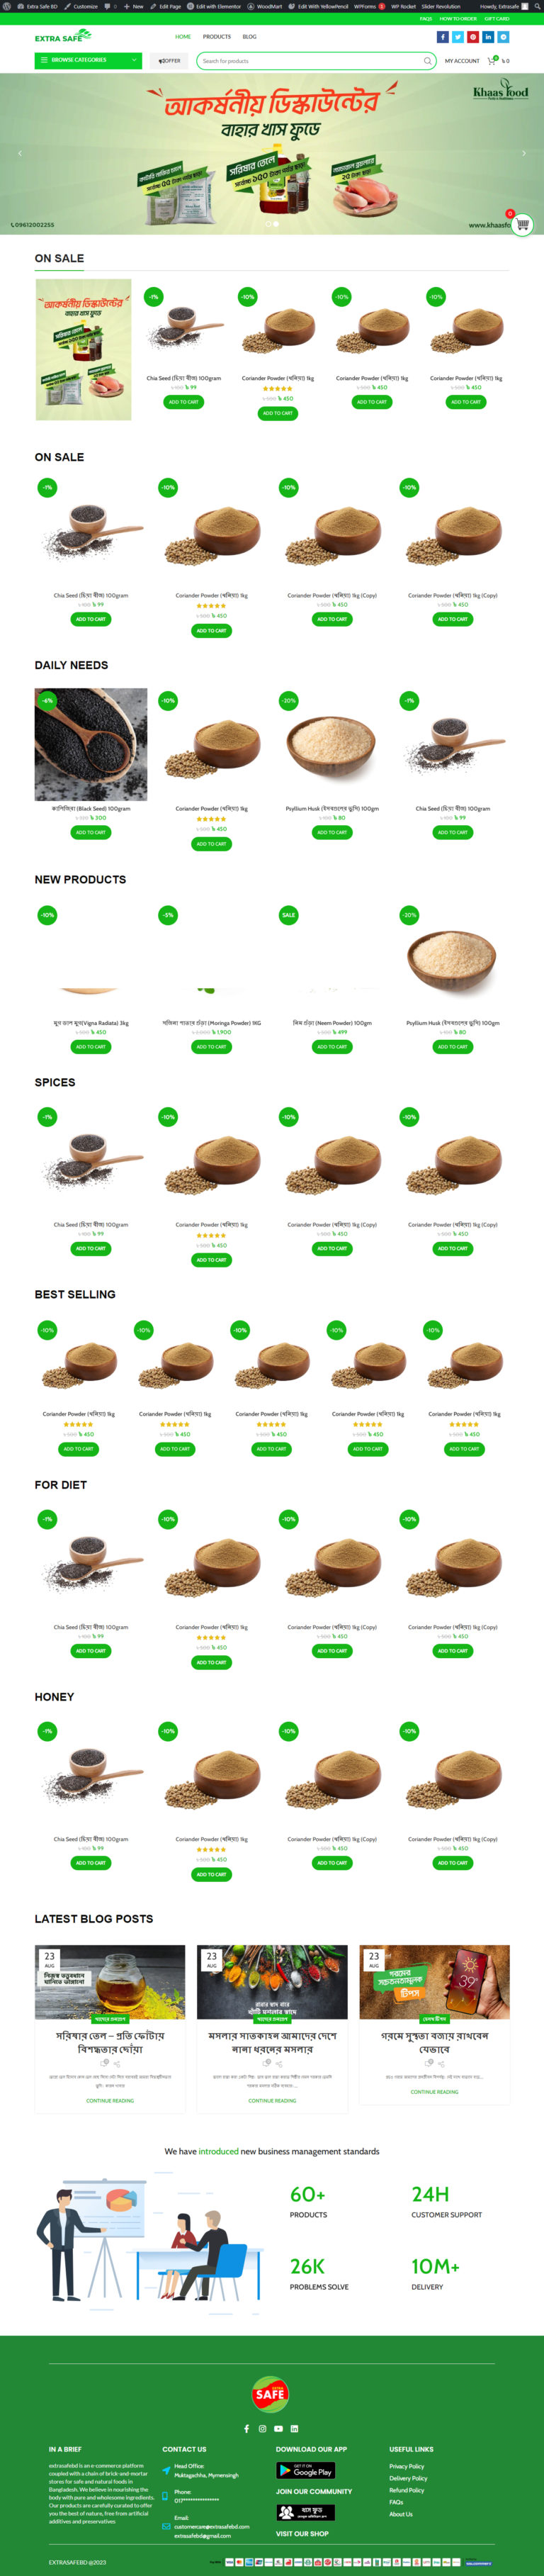 Extra Safe BD Customize 0 + New Edit Page Edit with Elementor WoodMart Edit With YellowPencil WPForms WP Rocket Slider Revolution Howdy, Extrasafe
FAQS HOW TO ORDER GIFT CARD
EXTRA SAFE
HOME PRODUCTS BLOG
BROWSE CATEGORIES
OFFER
Search for products
MY ACCOUNT
0
৳ 0
আকর্ষনীয় ডিস্কাউন্টের
বাহার খাস ফুডে
Khaas food
সরিষার তেলে
09612002255
0
ON SALE
আকর্ষনীয় ডিস্কাউন্টের
বাহার খাস ফুডে
-1% -10% -10% -10%
Chia Seed (চিয়া বীজ) 100gram Coriander Powder (ধনিয়া) 1kg Coriander Powder (ধনিয়া) 1kg Coriander Powder (ধনিয়া) 1kg
৳ 99 ৳ 450 ৳ 450 ৳ 450
ADD TO CART ADD TO CART ADD TO CART ADD TO CART
ON SALE
-1% -10% -10% -10%
Chia Seed (চিয়া বীজ) 100gram Coriander Powder (ধনিয়া) 1kg Coriander Powder (ধনিয়া) 1kg (Copy) Coriander Powder (ধনিয়া) 1kg (Copy)
৳ 99 ৳ 450 ৳ 450 ৳ 450
ADD TO CART ADD TO CART ADD TO CART ADD TO CART
DAILY NEEDS
-6% -10% -20% -1%
কালিজিরা (Black Seed) 100gram Coriander Powder (ধনিয়া) 1kg Psyllium Husk (ইসবগুলের ভুসি) 100gm Chia Seed (চিয়া বীজ) 100gram
৳ 300 ৳ 450 ৳ 80 ৳ 99
ADD TO CART ADD TO CART ADD TO CART ADD TO CART
NEW PRODUCTS
-10% -5% SALE -20%
মুগ ডাল মুগ(Vigna Radiata) 3kg সজিনা পাতার গুঁড়া (Moringa Powder) 1KG নিম গুঁড়া (Neem Powder) 100gm Psyllium Husk (ইসবগুলের ভুসি) 100gm
৳ 450 ৳ 1,900 ৳ 499 ৳ 80
ADD TO CART ADD TO CART ADD TO CART ADD TO CART
SPICES
-1% -10% -10% -10%
Chia Seed (চিয়া বীজ) 100gram Coriander Powder (ধনিয়া) 1kg Coriander Powder (ধনিয়া) 1kg (Copy) Coriander Powder (ধনিয়া) 1kg (Copy)
৳ 99 ৳ 450 ৳ 450 ৳ 450
ADD TO CART ADD TO CART ADD TO CART ADD TO CART
BEST SELLING
-10% -10% -10% -10% -10%
Coriander Powder (ধনিয়া) 1kg Coriander Powder (ধনিয়া) 1kg Coriander Powder (ধনিয়া) 1kg Coriander Powder (ধনিয়া) 1kg Coriander Powder (ধনিয়া) 1kg
৳ 450 ৳ 450 ৳ 450 ৳ 450 ৳ 450
ADD TO CART ADD TO CART ADD TO CART ADD TO CART ADD TO CART
FOR DIET
-1% -10% -10% -10%
Chia Seed (চিয়া বীজ) 100gram Coriander Powder (ধনিয়া) 1kg Coriander Powder (ধনিয়া) 1kg (Copy) Coriander Powder (ধনিয়া) 1kg (Copy)
৳ 99 ৳ 450 ৳ 450 ৳ 450
ADD TO CART ADD TO CART ADD TO CART ADD TO CART
HONEY
-1% -10% -10% -10%
Chia Seed (চিয়া বীজ) 100gram Coriander Powder (ধনিয়া) 1kg Coriander Powder (ধনিয়া) 1kg (Copy) Coriander Powder (ধনিয়া) 1kg (Copy)
৳ 99 ৳ 450 ৳ 450 ৳ 450
ADD TO CART ADD TO CART ADD TO CART ADD TO CART
LATEST BLOG POSTS
23 AUG
23 AUG
23 AUG
গরমের
সচেতনতামূলক
টিপস
39°
সরিষার তেল – প্রতি ফোঁটায় বিশুদ্ধতার ছোঁয়া
মসলার সাতকাহন আমাদের দেশে নানা ধরনের মসলার
গরমে সুস্থতা বজায় রাখবেন যেভাবে
CONTINUE READING CONTINUE READING CONTINUE READING
We have introduced new business management standards
60+ 24H
PRODUCTS CUSTOMER SUPPORT
26K 10M+
PROBLEMS SOLVE DELIVERY
SAFE
IN A BRIEF
extrasafebd is an e-commerce platform
coupled with a chain of brick-and-mortar
stores for safe and natural foods in
Bangladesh. We believe in nourishing the
body with pure and wholesome ingredients.
Our products are carefully curated to offer
you the best of nature, free from artificial
additives and preservatives.
CONTACT US
Head Office:
Muktagachha, Mymensingh
Phone:
Email:
customercare@extrasafebd.com
extrasafebd@gmail.com
DOWNLOAD OUR APP
GET IT ON
Google Play
JOIN OUR COMMUNITY
খাস ফুড
VISIT OUR SHOP
USEFUL LINKS
Privacy Policy
Delivery Policy
Refund Policy
FAQs
About Us
EXTRASAFEBD @2023